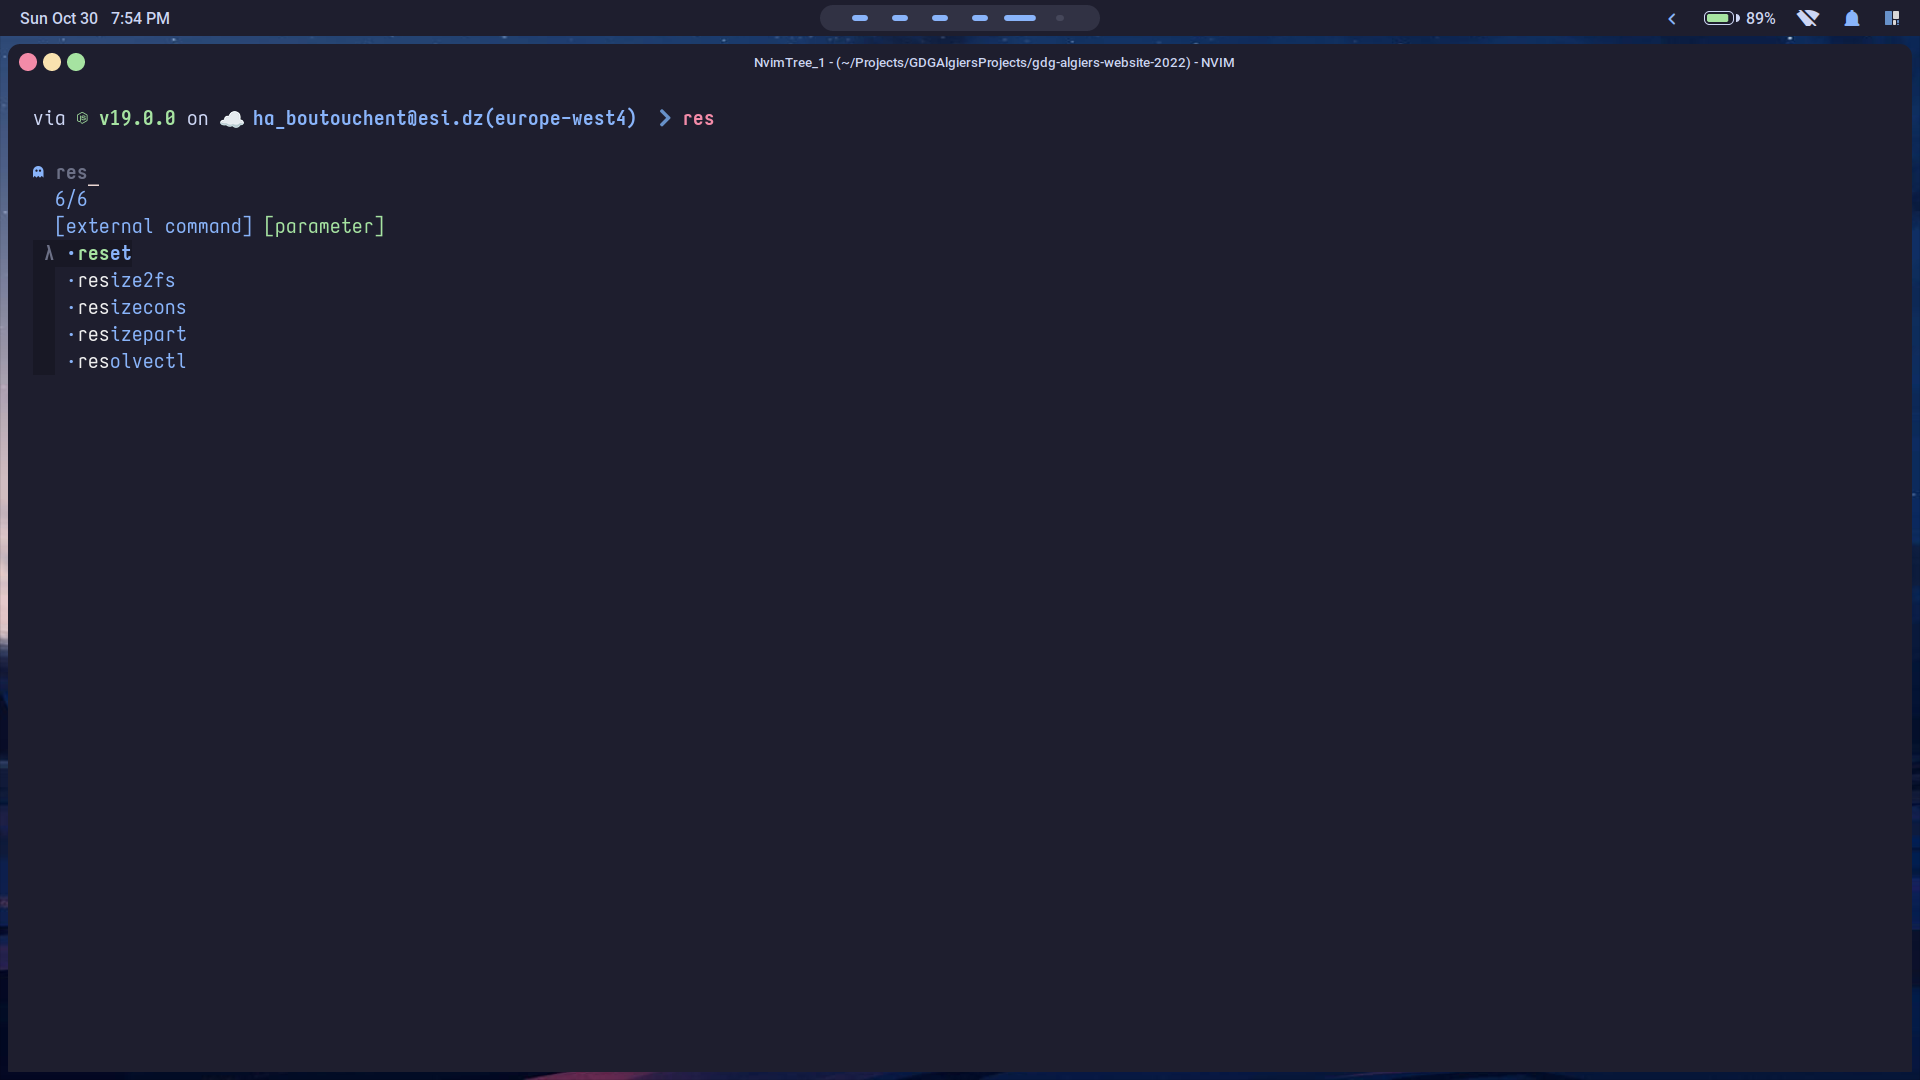 Sun Oct 30 7:54 PM
89%
NvimTree_1 - (~/Projects/GDGAlgiersProjects/gdg-algiers-website-2022) - NVIM
via v19.0.0 on ☁️ ha_boutouchent@esi.dz(europe-west4) ❯ res
res_
6/6
[external command] [parameter]
λ ·reset
·resize2fs
·resizecons
·resizepart
·resolvectl